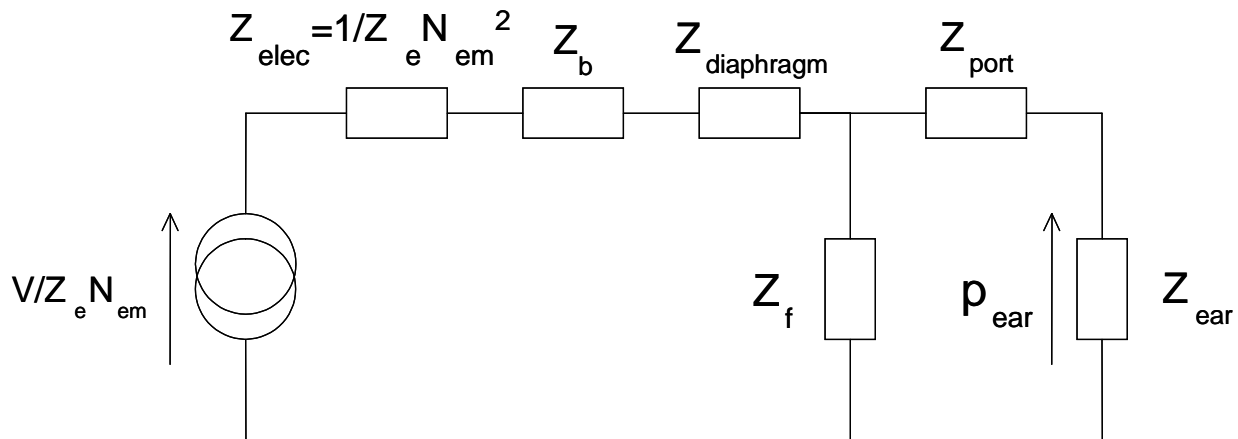 Z elec=1/Z e N em 2
Z b
Z diaphragm
Z port
V/Z e N em
Z f
p ear
Z ear